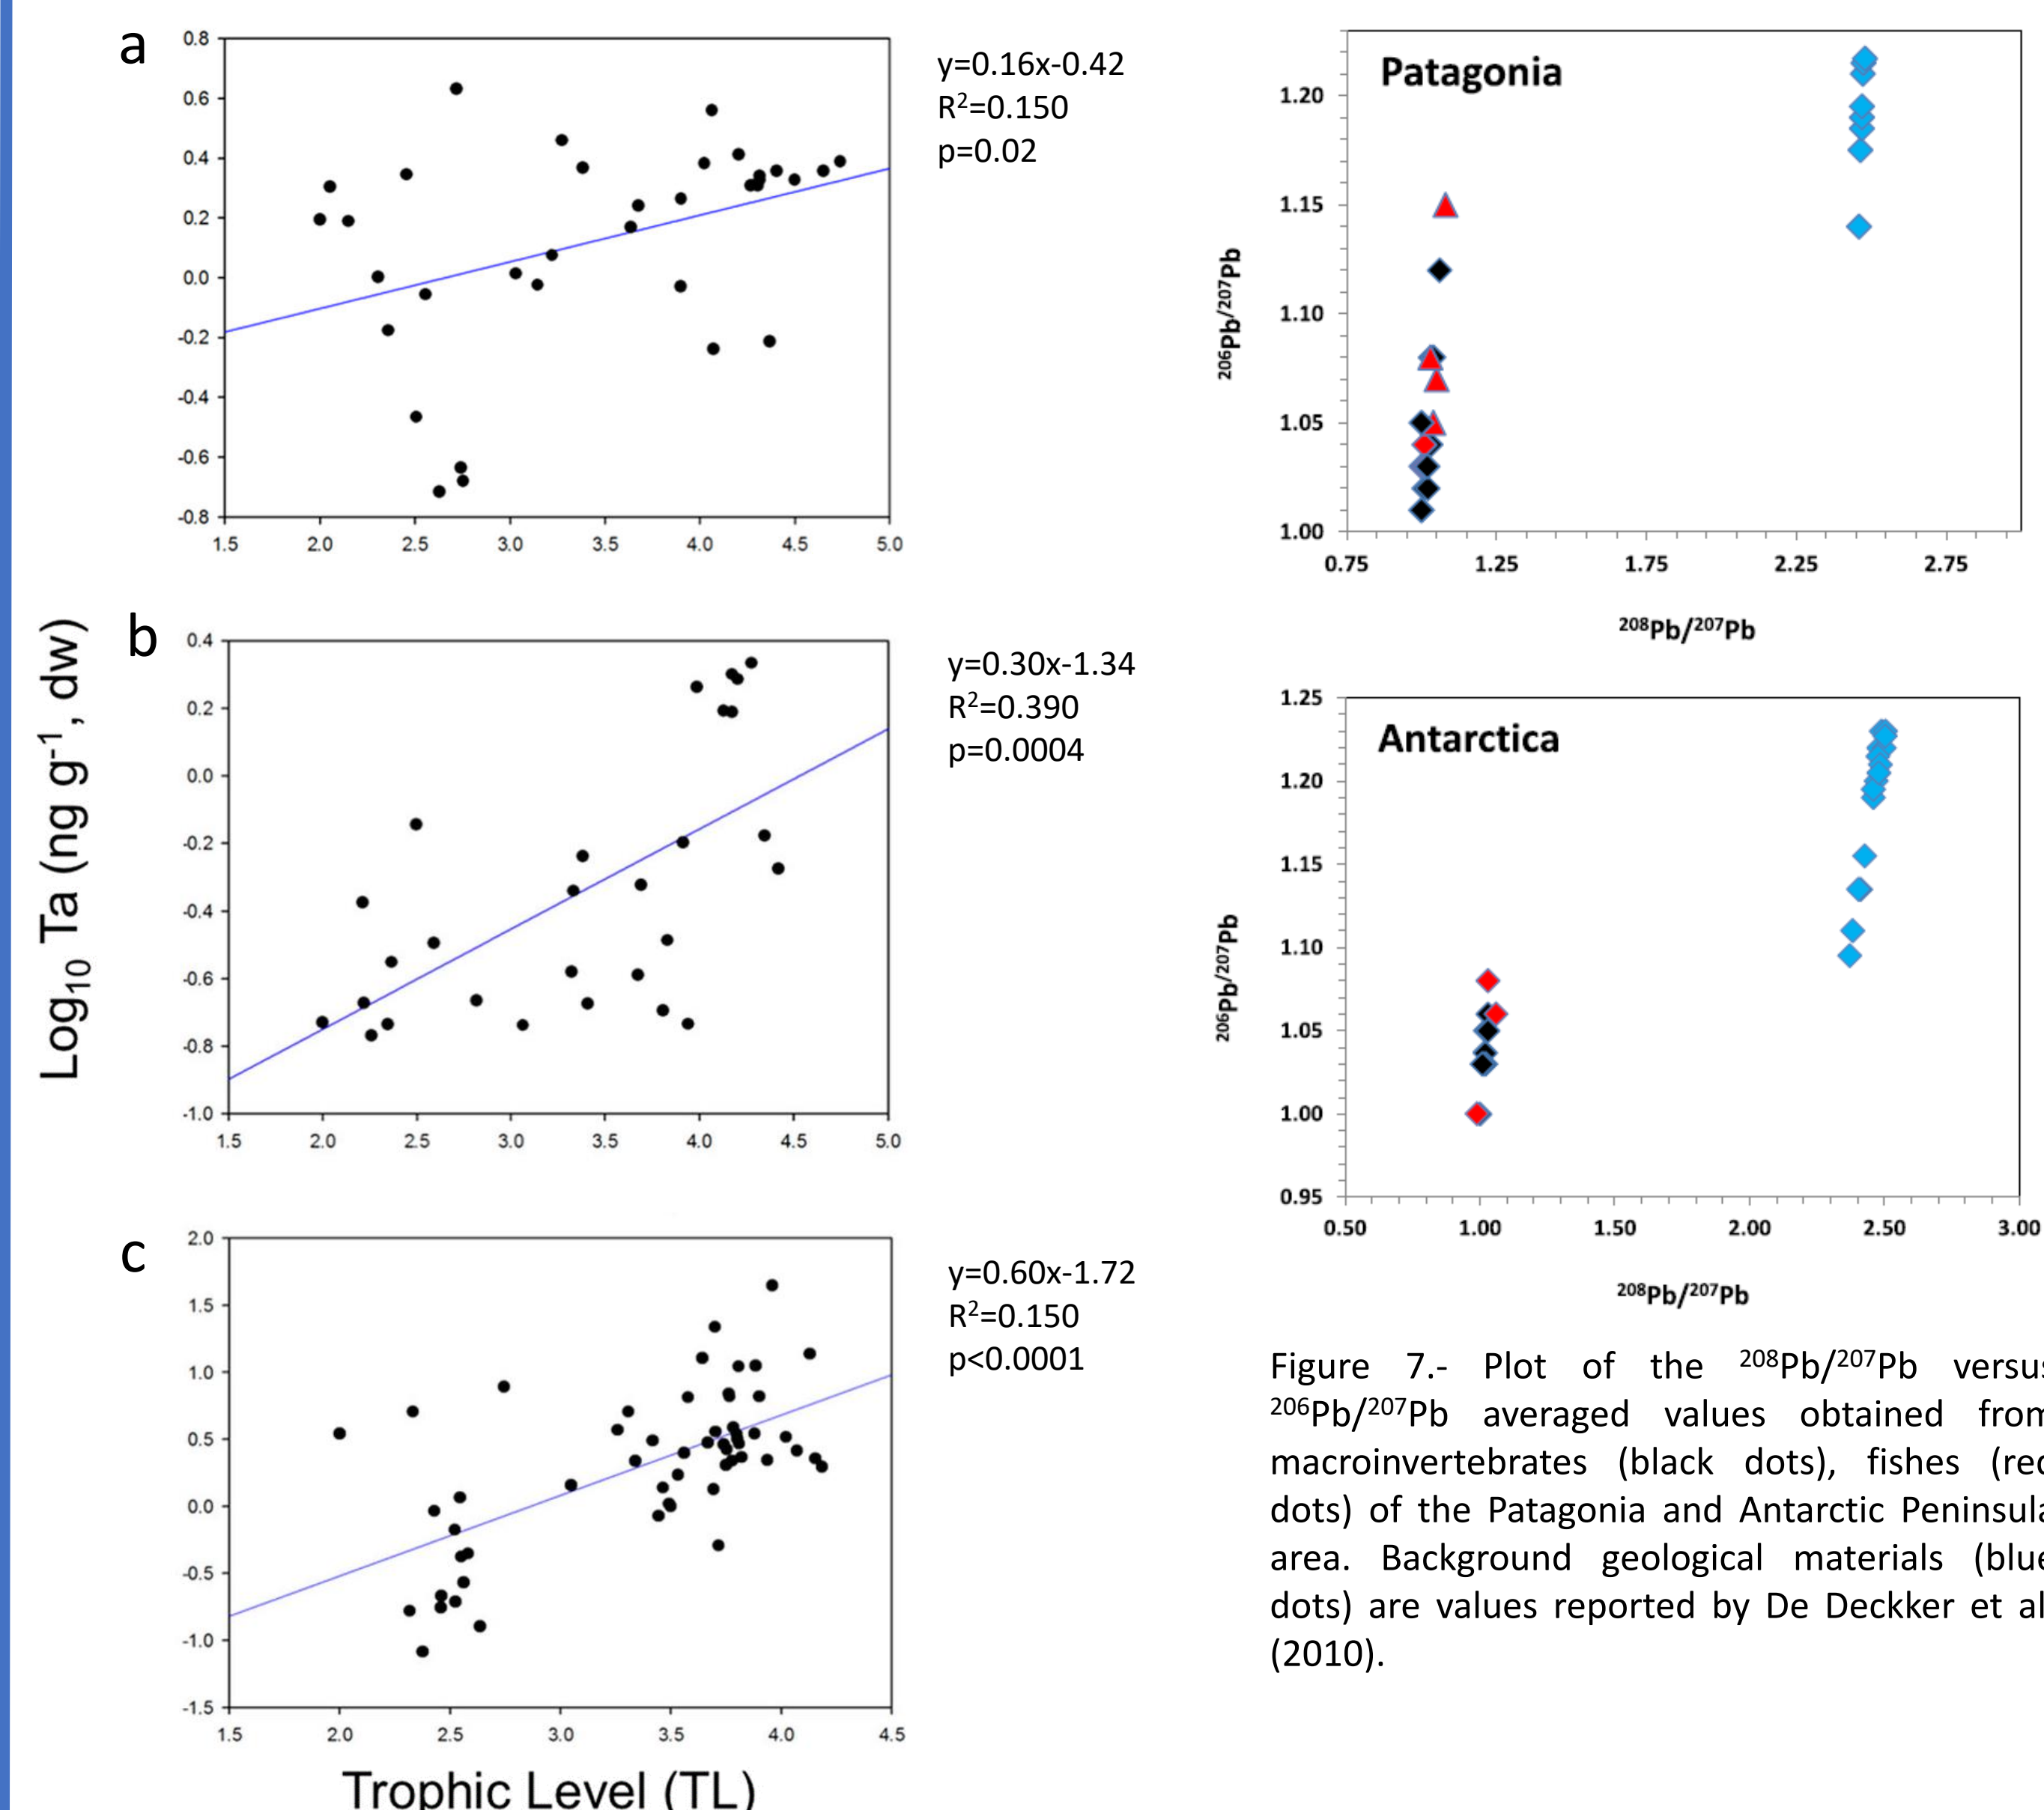 a
0.8
0.6
0.4
0.2
0.0
-0.2
-0.4
-0.6
-0.8
1.5 2.0 2.5 3.0 3.5 4.0 4.5 5.0
y=0.16x-0.42
R²=0.150
p=0.02
b
0.4
0.2
0.0
-0.2
-0.4
-0.6
-0.8
-1.0
1.5 2.0 2.5 3.0 3.5 4.0 4.5 5.0
y=0.30x-1.34
R²=0.390
p=0.0004
Log₁₀ Ta (ng g⁻¹, dw)
c
2.0
1.5
1.0
0.5
0.0
-0.5
-1.0
-1.5
1.5 2.0 2.5 3.0 3.5 4.0 4.5
y=0.60x-1.72
R²=0.150
p<0.0001
Trophic Level (TL)
Patagonia
1.20
1.15
1.10
1.05
1.00
²⁰⁶Pb/²⁰⁷Pb
0.75 1.25 1.75 2.25 2.75
²⁰⁸Pb/²⁰⁷Pb
Antarctica
1.25
1.20
1.15
1.10
1.05
1.00
0.95
²⁰⁶Pb/²⁰⁷Pb
0.50 1.00 1.50 2.00 2.50 3.00
²⁰⁸Pb/²⁰⁷Pb
Figure 7.- Plot of the ²⁰⁸Pb/²⁰⁷Pb versus
²⁰⁶Pb/²⁰⁷Pb averaged values obtained from
macroinvertebrates (black dots), fishes (red
dots) of the Patagonia and Antarctic Peninsula
area. Background geological materials (blue
dots) are values reported by De Deckker et al
(2010).